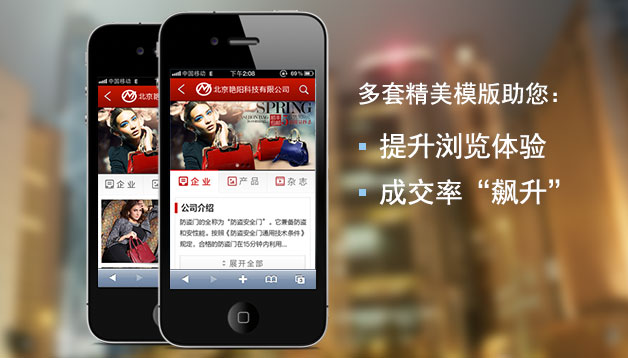 中国移动 E
中国移动 E 下午2:08 69%
北京艳阳科技有限公司
SPRING
企业
企业 产品 杂志
公司介绍
防盗门的全称为“防盗安全门”。它兼备防盗
和安性能。按照《防盗安全门通用技术条件》
规定，合格的防盗门在15分钟内利用...
展开全部
多套精美模版助您：
提升浏览体验
成交率“飙升”